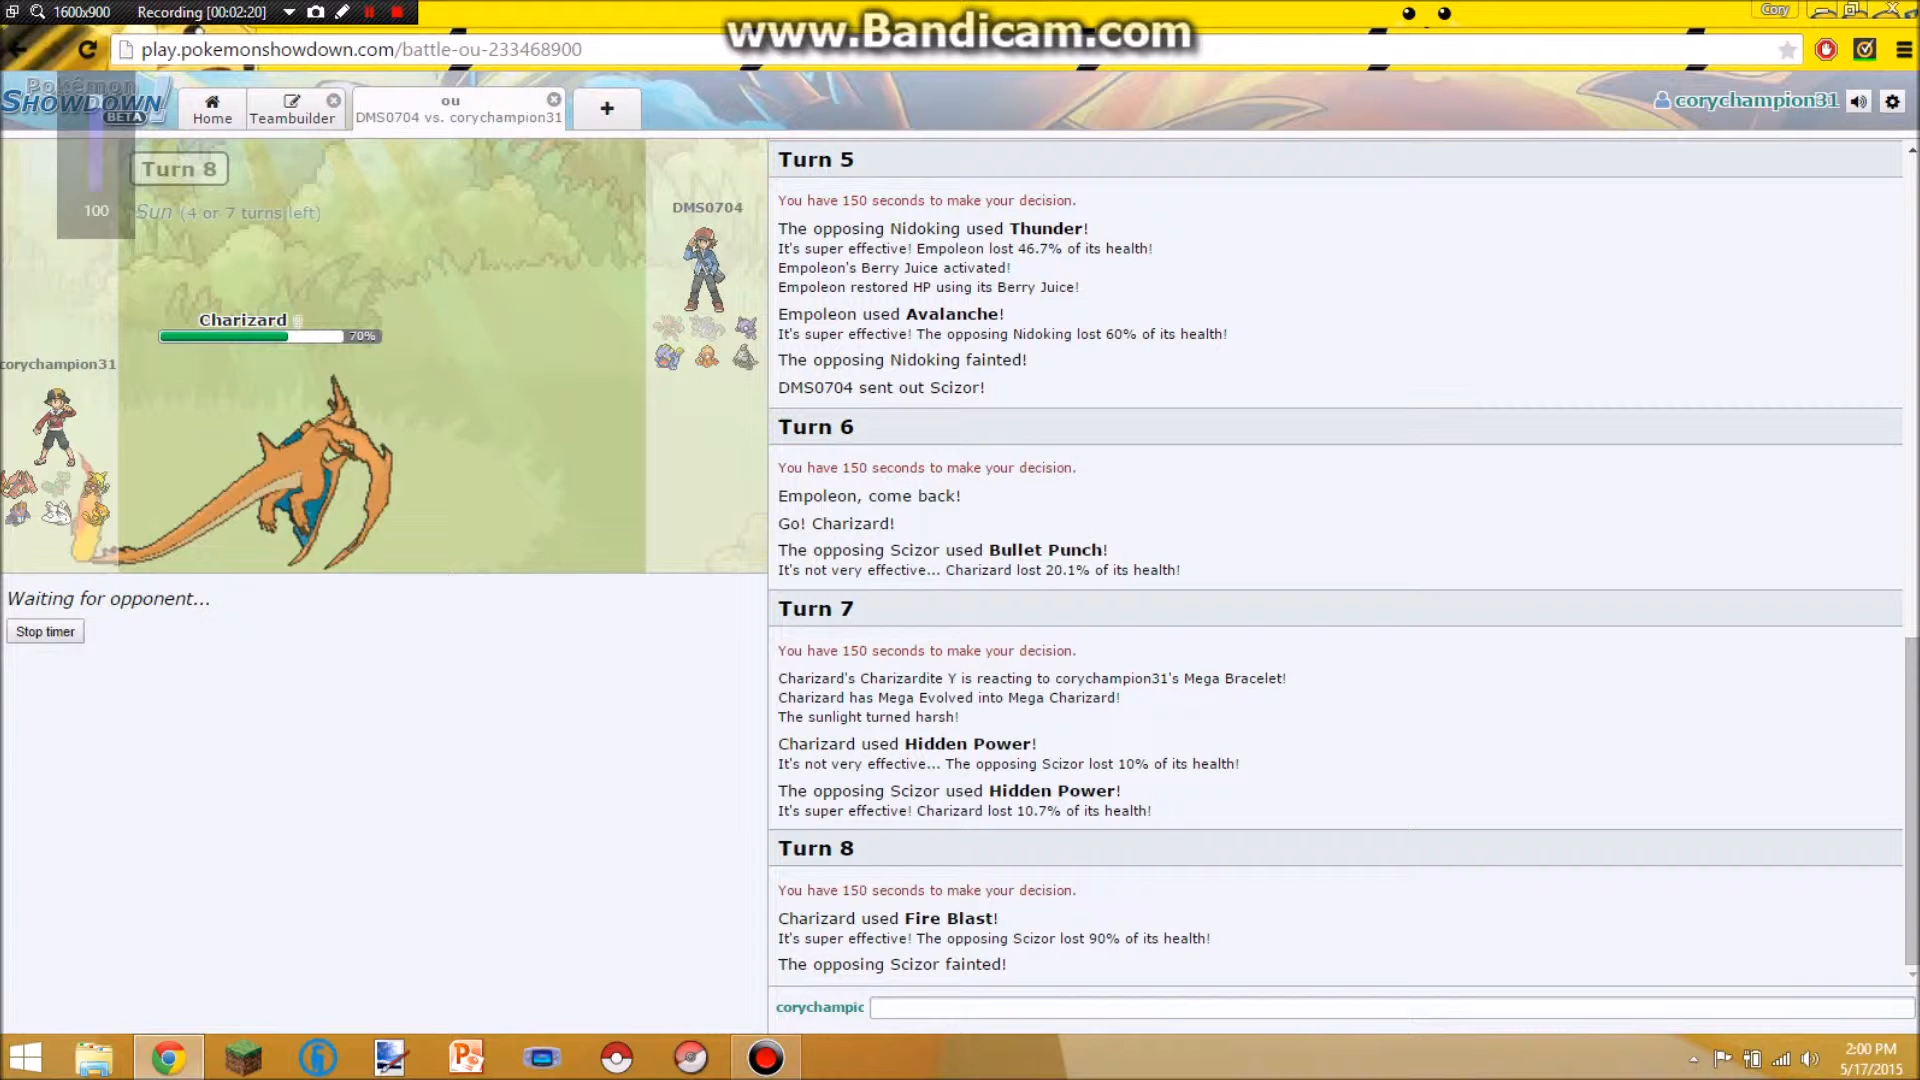 1600x900
Recording [00:02:20]
www.Bandicam.com
Cory
play.pokemonshowdown.com/battle-ou-233468900
Pokémon
SHOWDOWN!
BETA
Home
Teambuilder
ou
DMS0704 vs. corychampion31
+
corychampion31
Turn 8
100
Sun (4 or 7 turns left)
DMS0704
Charizard
70%
corychampion31
Waiting for opponent...
Stop timer
Turn 5
You have 150 seconds to make your decision.
The opposing Nidoking used Thunder!
It's super effective! Empoleon lost 46.7% of its health!
Empoleon's Berry Juice activated!
Empoleon restored HP using its Berry Juice!
Empoleon used Avalanche!
It's super effective! The opposing Nidoking lost 60% of its health!
The opposing Nidoking fainted!
DMS0704 sent out Scizor!
Turn 6
You have 150 seconds to make your decision.
Empoleon, come back!
Go! Charizard!
The opposing Scizor used Bullet Punch!
It's not very effective... Charizard lost 20.1% of its health!
Turn 7
You have 150 seconds to make your decision.
Charizard's Charizardite Y is reacting to corychampion31's Mega Bracelet!
Charizard has Mega Evolved into Mega Charizard!
The sunlight turned harsh!
Charizard used Hidden Power!
It's not very effective... The opposing Scizor lost 10% of its health!
The opposing Scizor used Hidden Power!
It's super effective! Charizard lost 10.7% of its health!
Turn 8
You have 150 seconds to make your decision.
Charizard used Fire Blast!
It's super effective! The opposing Scizor lost 90% of its health!
The opposing Scizor fainted!
corychampic
2:00 PM
5/17/2015